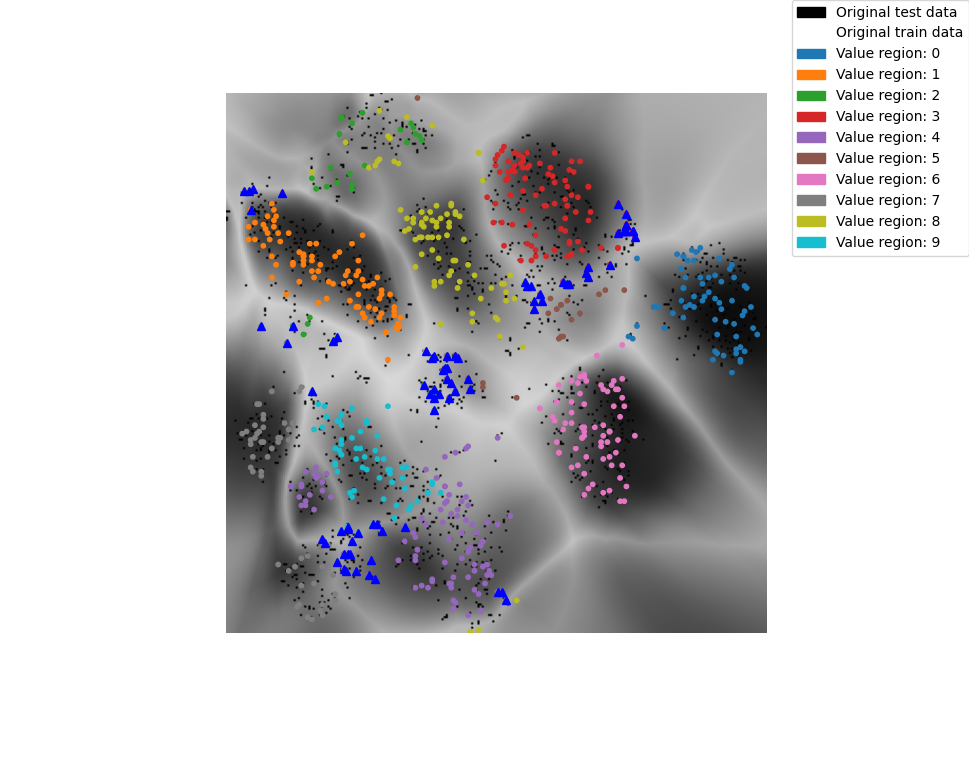 Original test data
Original train data
Value region: 0
Value region: 1
Value region: 2
Value region: 3
Value region: 4
Value region: 5
Value region: 6
Value region: 7
Value region: 8
Value region: 9